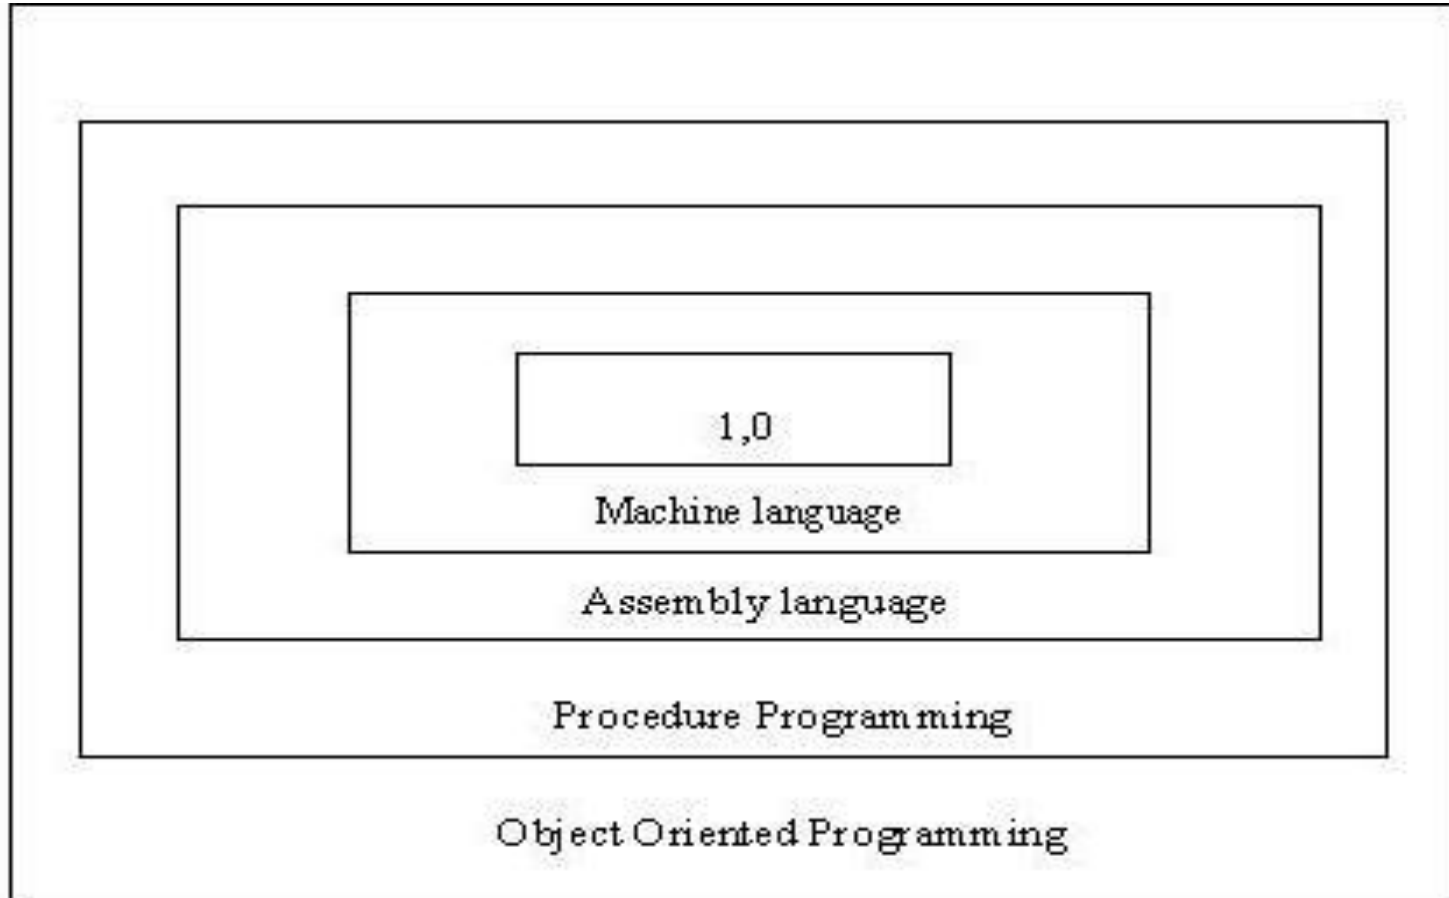 1,0
Machine language
Assembly language
Procedure Programming
Object Oriented Programming